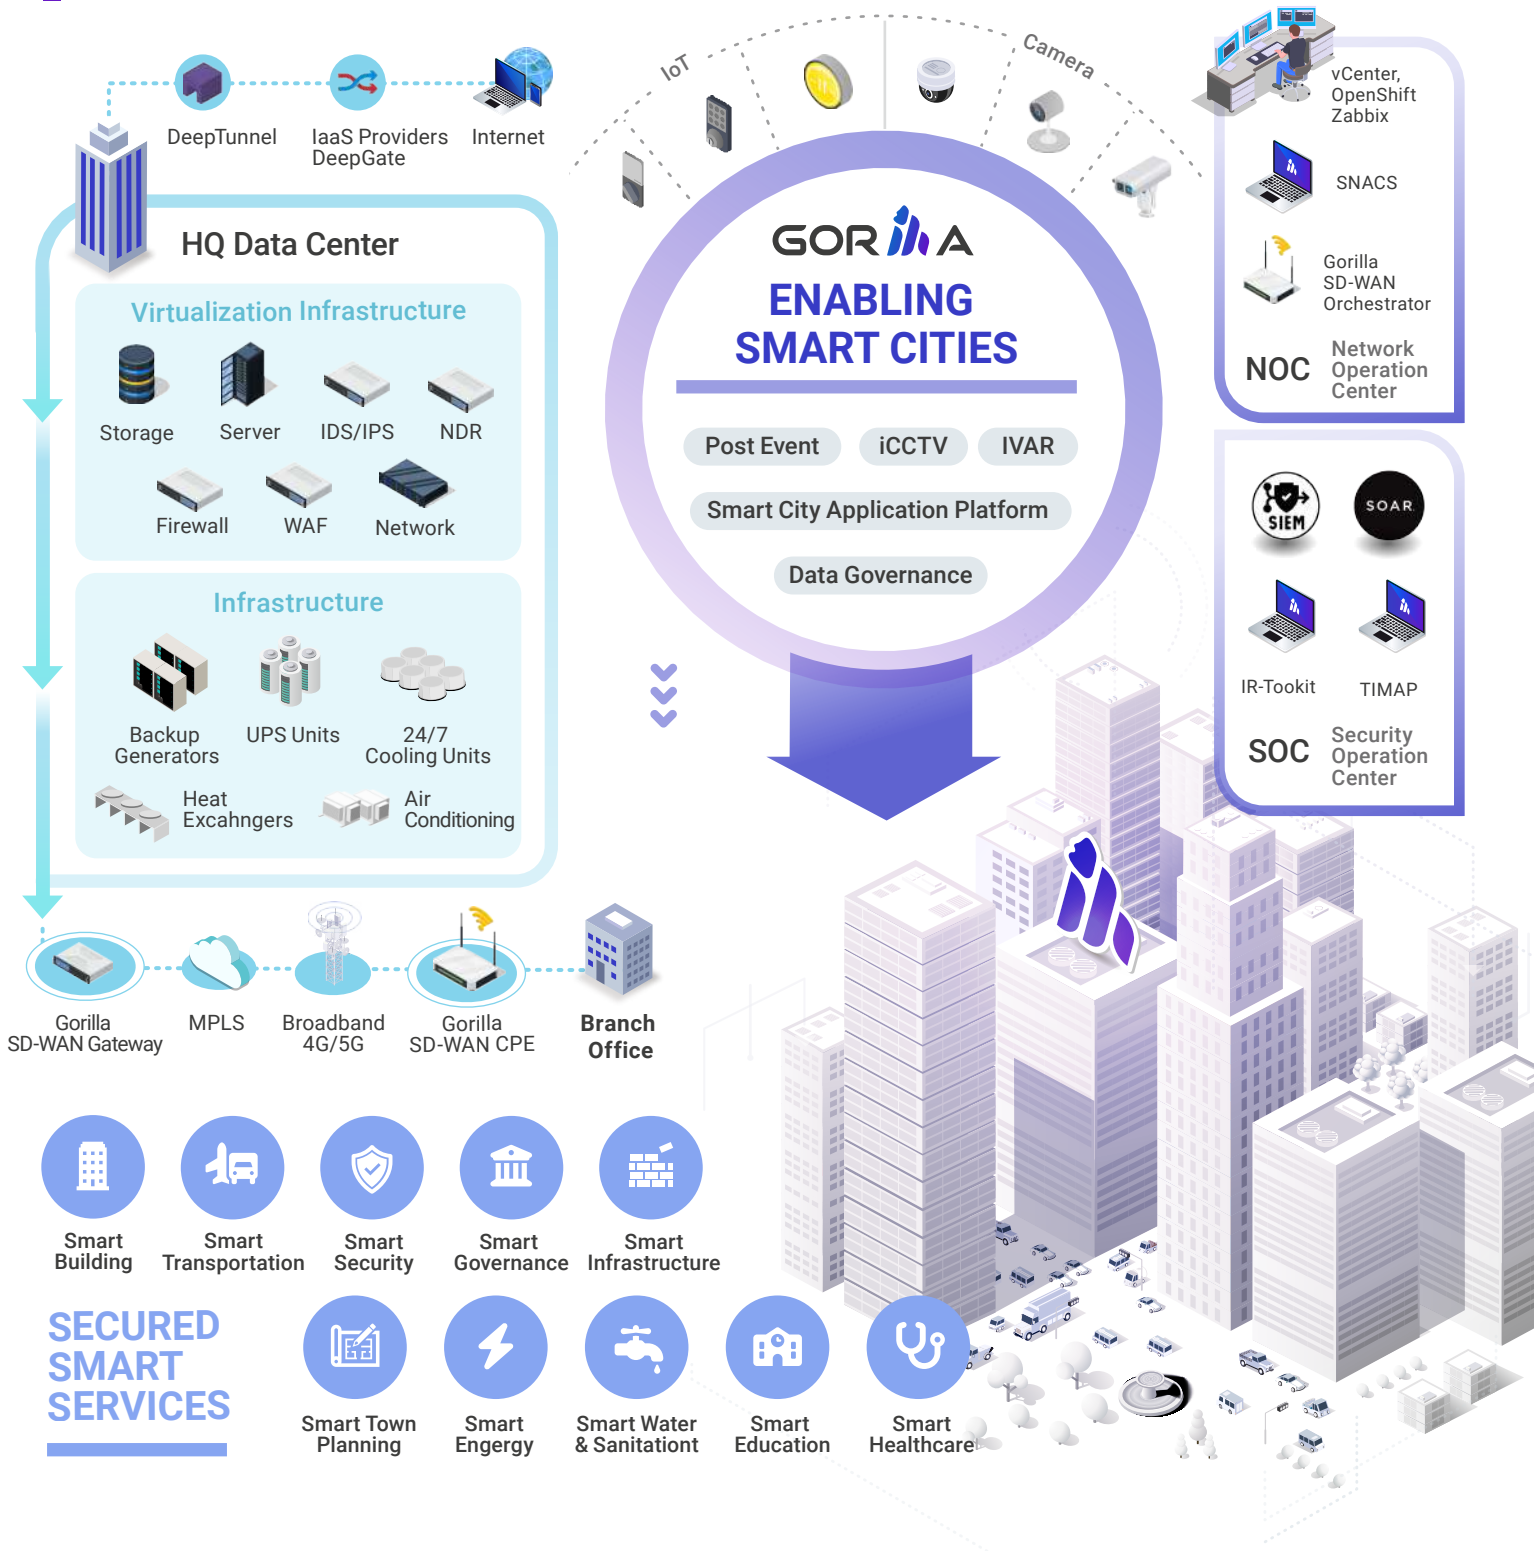 DeepTunnel
IaaS Providers
DeepGate
Internet
HQ Data Center
Virtualization Infrastructure
Storage
Server
IDS/IPS
NDR
Firewall
WAF
Network
Infrastructure
Backup
Generators
UPS Units
24/7
Cooling Units
Heat
Excahngers
Air
Conditioning
Gorilla
SD-WAN Gateway
MPLS
Broadband
4G/5G
Gorilla
SD-WAN CPE
Branch
Office
IoT
Camera
GORILLA
ENABLING
SMART CITIES
Post Event
iCCTV
IVAR
Smart City Application Platform
Data Governance
vCenter,
OpenShift
Zabbix
SNACS
Gorilla
SD-WAN
Orchestrator
NOC
Network
Operation
Center
SIEM
SOAR
IR-Tookit
TIMAP
SOC
Security
Operation
Center
Smart
Building
Smart
Transportation
Smart
Security
Smart
Governance
Smart
Infrastructure
SECURED
SMART
SERVICES
Smart Town
Planning
Smart
Engergy
Smart Water
& Sanitationt
Smart
Education
Smart
Healthcare